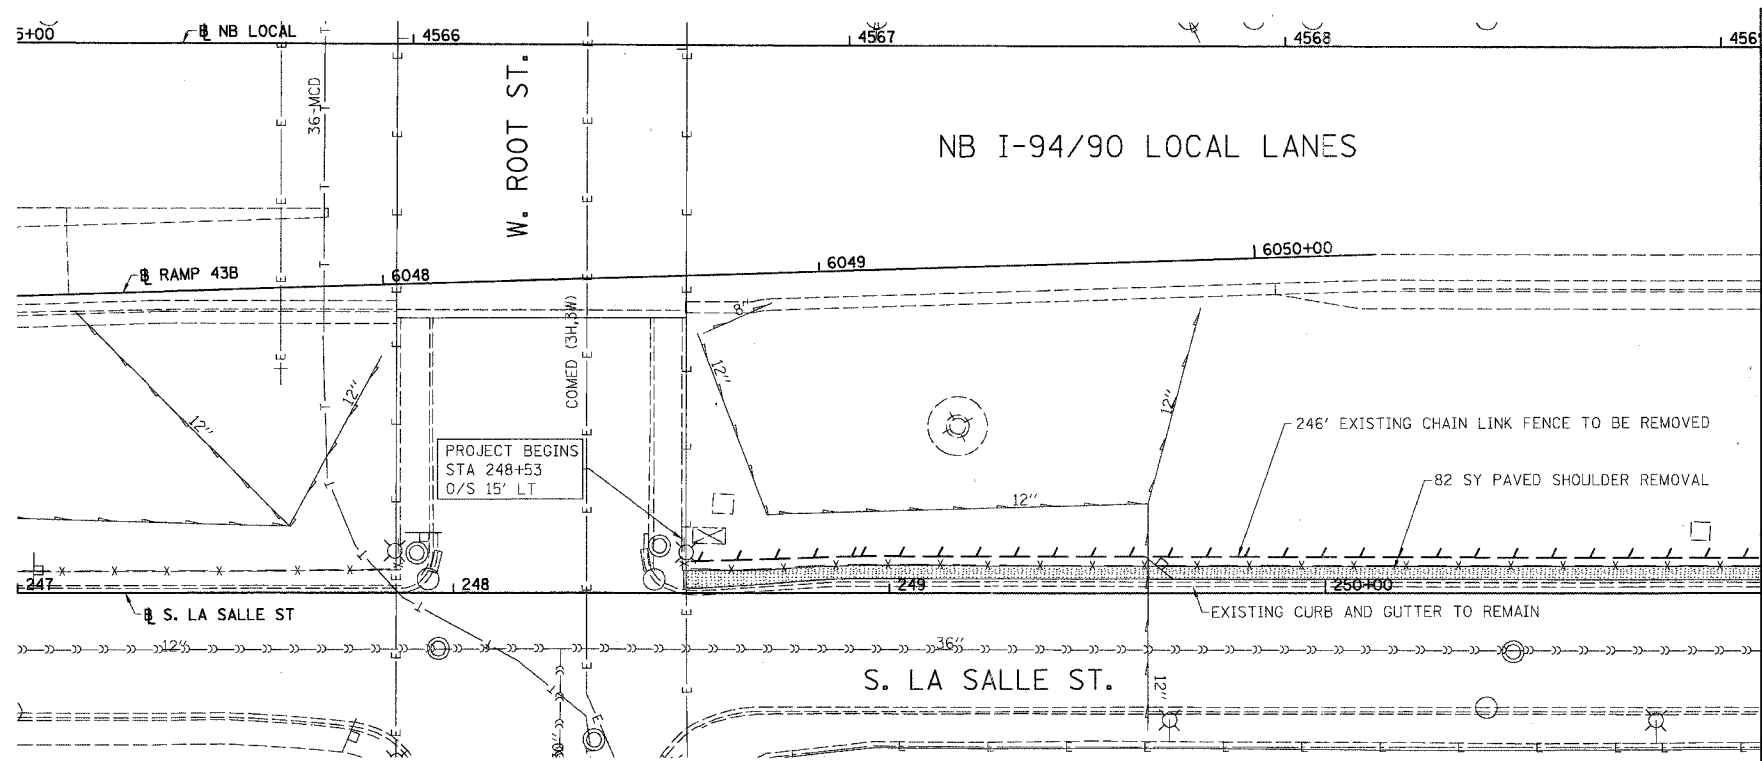 5+00
℄ NB LOCAL
4566
4567
4568
456
36-MCD
W. ROOT ST.
NB I-94/90 LOCAL LANES
℄ RAMP 43B
6048
6049
6050+00
8"
12"
12"
12"
12"
12"
COMED (3H,3W)
PROJECT BEGINS
STA 248+53
O/S 15' LT
246' EXISTING CHAIN LINK FENCE TO BE REMOVED
82 SY PAVED SHOULDER REMOVAL
247
248
249
250+00
℄ S. LA SALLE ST
EXISTING CURB AND GUTTER TO REMAIN
12"
36"
S. LA SALLE ST.
12"